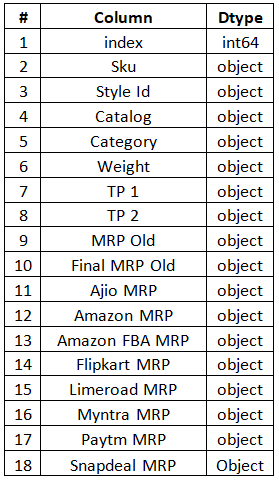 # Column Dtype
1 index int64
2 Sku object
3 Style Id object
4 Catalog object
5 Category object
6 Weight object
7 TP 1 object
8 TP 2 object
9 MRP Old object
10 Final MRP Old object
11 Ajio MRP object
12 Amazon MRP object
13 Amazon FBA MRP object
14 Flipkart MRP object
15 Limeroad MRP object
16 Myntra MRP object
17 Paytm MRP object
18 Snapdeal MRP Object